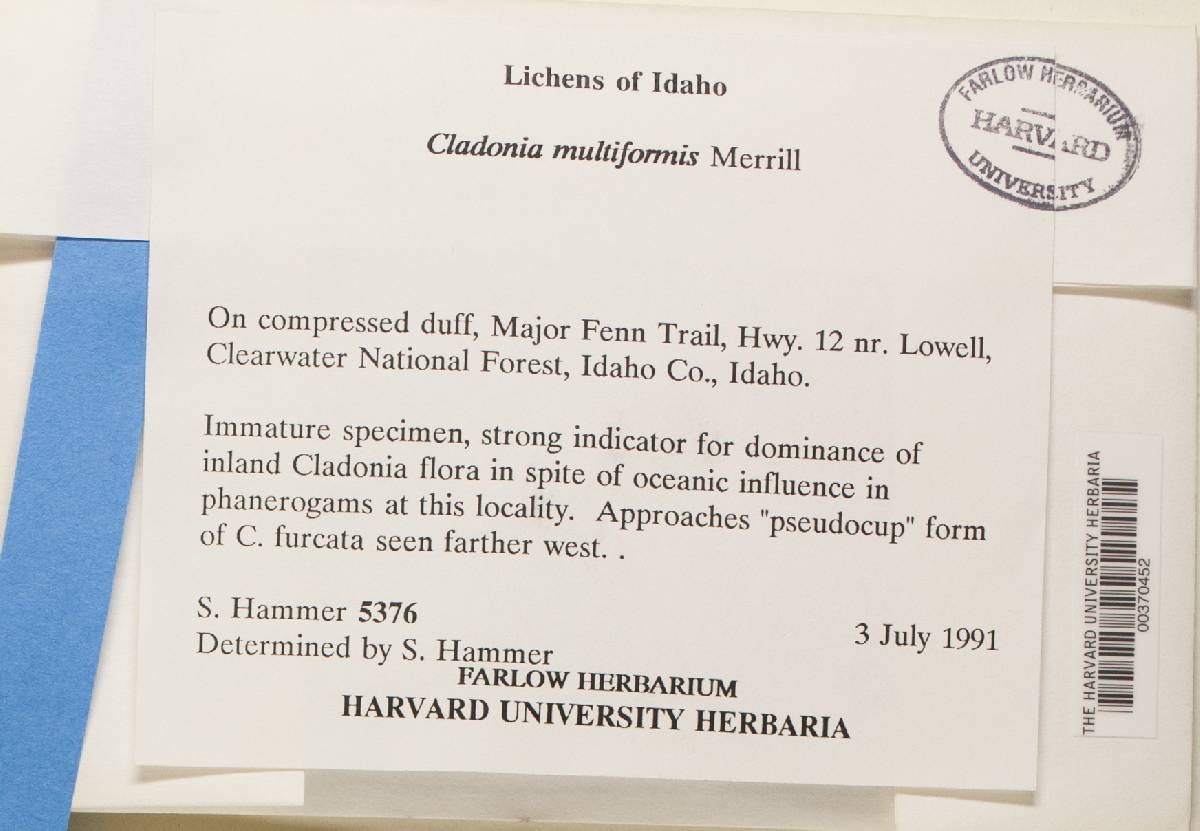 Lichens of Idaho
FARLOW HERBARIUM
HARVARD
UNIVERSITY
Cladonia multiformis Merrill
On compressed duff, Major Fenn Trail, Hwy. 12 nr. Lowell,
Clearwater National Forest, Idaho Co., Idaho.
Immature specimen, strong indicator for dominance of
inland Cladonia flora in spite of oceanic influence in
phanerogams at this locality. Approaches "pseudocup" form
of C. furcata seen farther west. .
S. Hammer 5376
3 July 1991
Determined by S. Hammer
FARLOW HERBARIUM
HARVARD UNIVERSITY HERBARIA
THE HARVARD UNIVERSITY HERBARIA
00370452